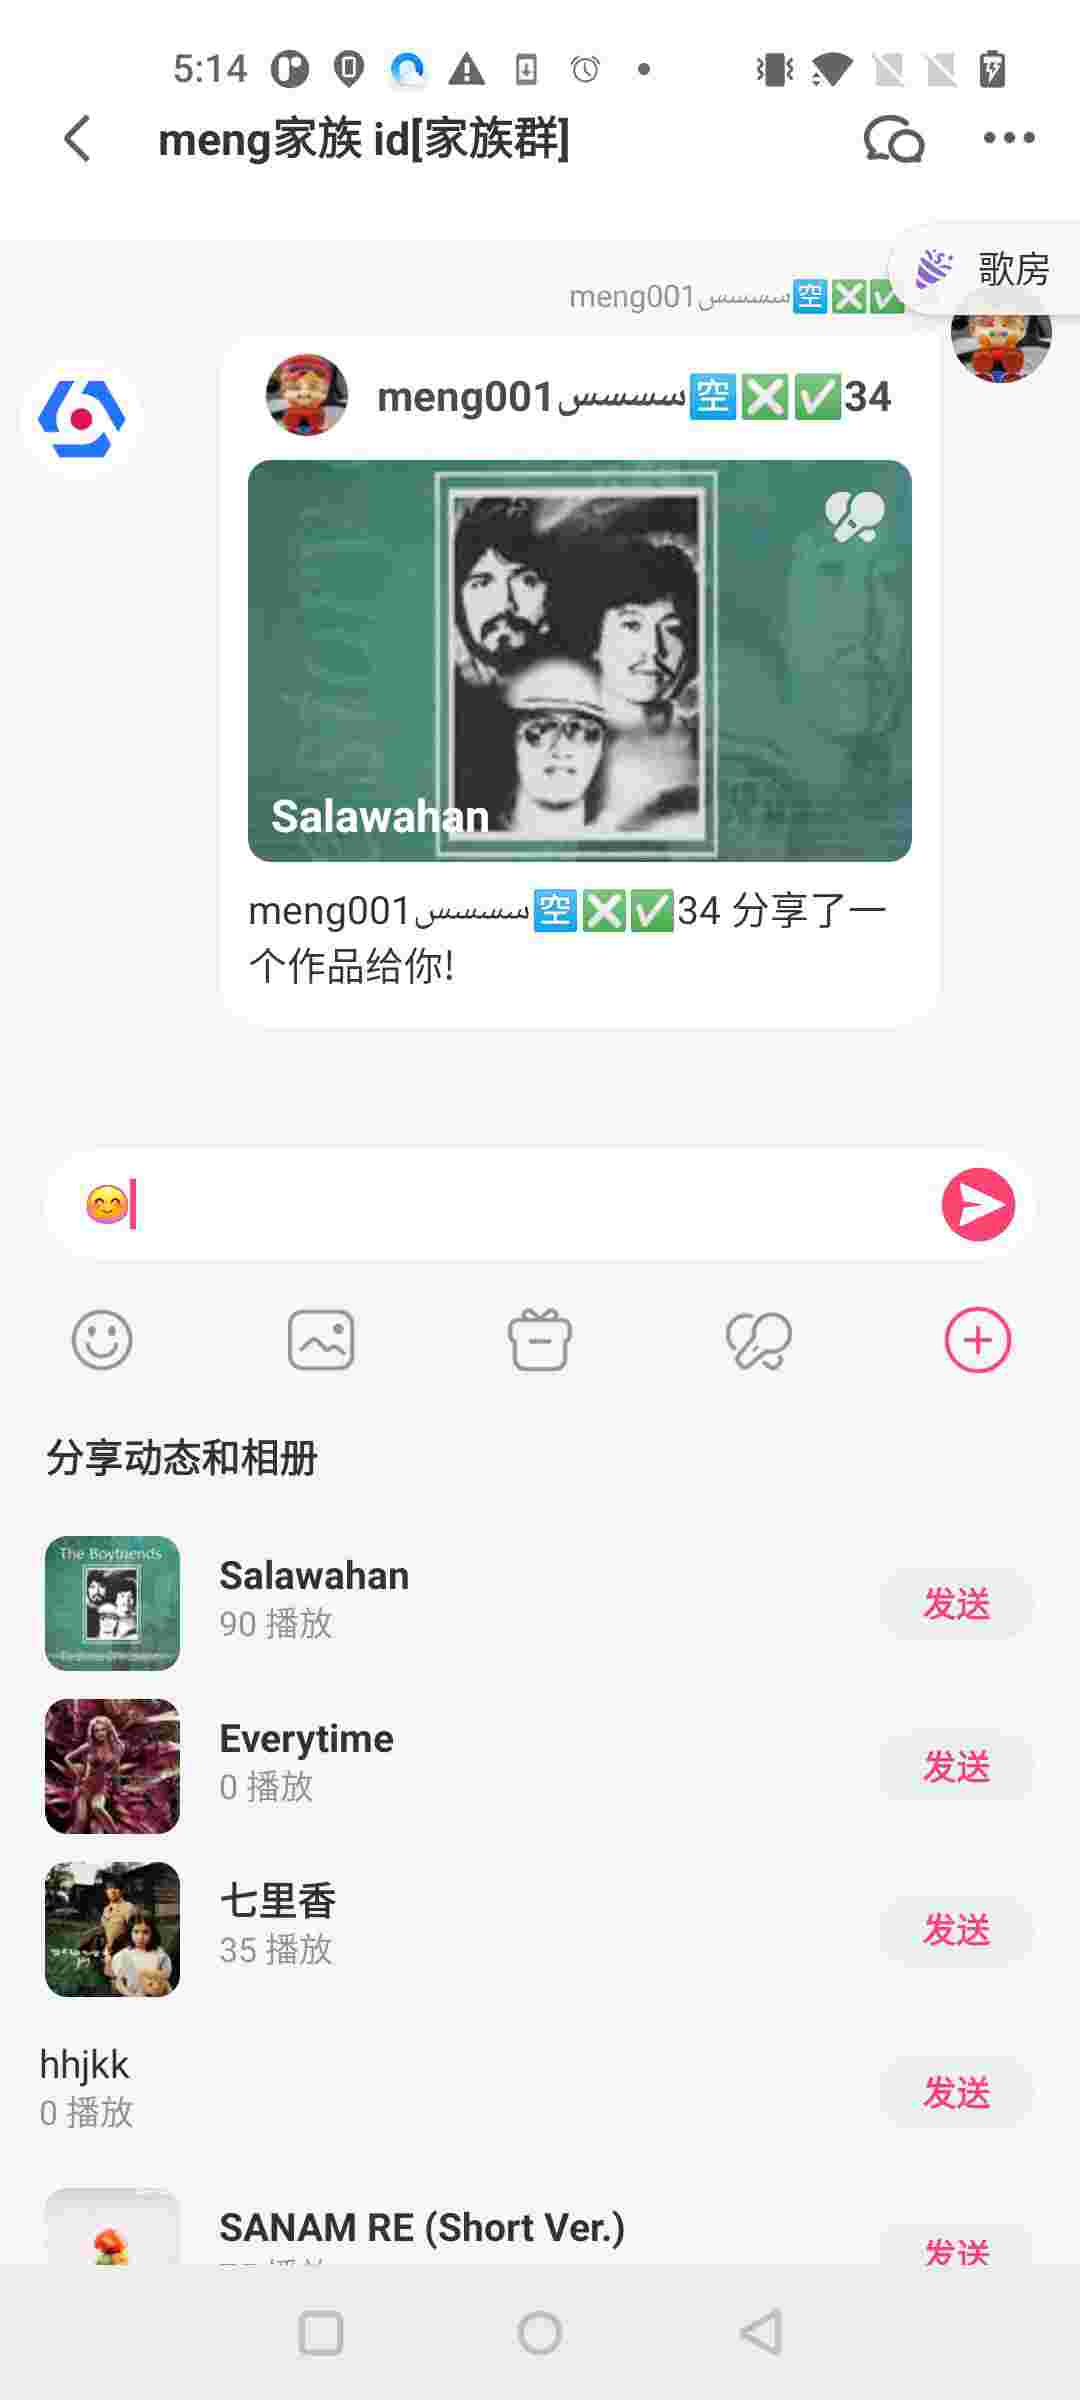 5:14
meng家族 id[家族群]
歌房
meng001سسسس🈳❎✅
meng001سسسس🈳❎✅34
Salawahan
meng001سسسس🈳❎✅34 分享了一
个作品给你!
😊
分享动态和相册
The Boyfriends
Salawahan
90 播放
发送
Everytime
0 播放
发送
七里香
35 播放
发送
hhjkk
0 播放
发送
SANAM RE (Short Ver.)
发送